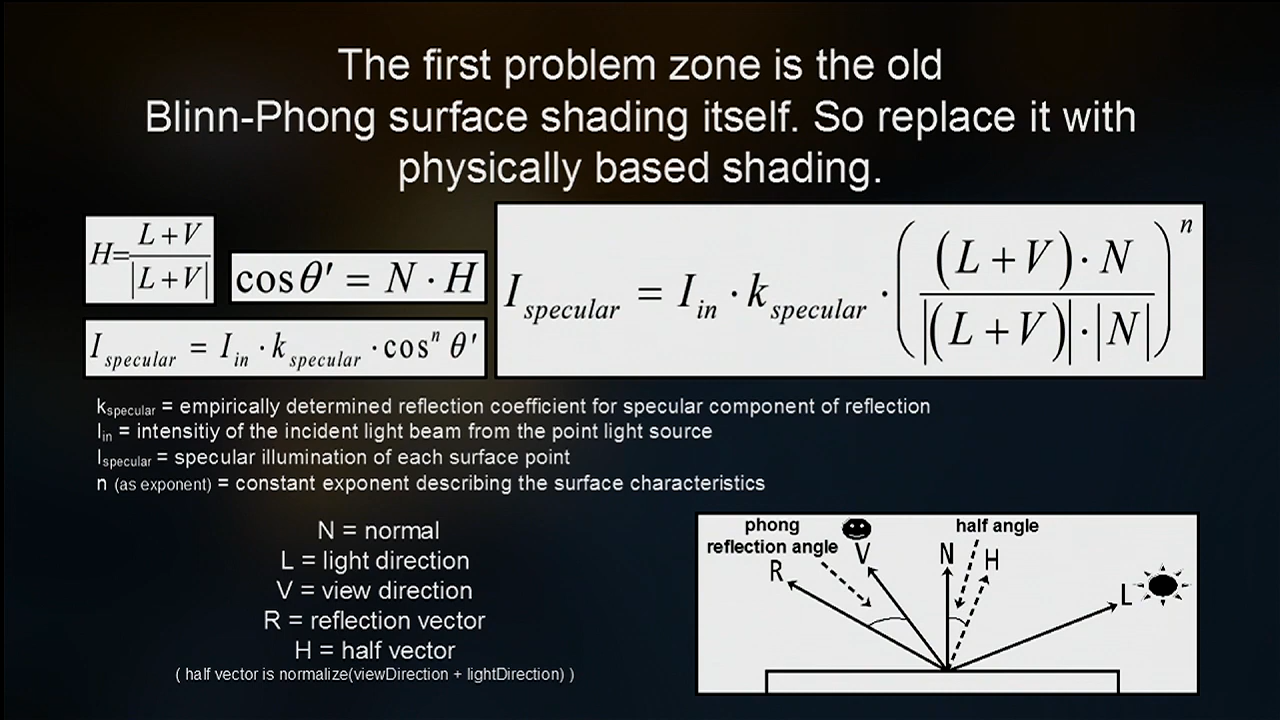 The first problem zone is the old
Blinn-Phong surface shading itself. So replace it with
physically based shading.
H = (L + V) / |L + V|
cos θ′ = N · H
I_specular = I_in · k_specular · cos^n θ′
I_specular = I_in · k_specular · ( (L + V) · N / |(L + V)| · |N| )^n
k_specular = empirically determined reflection coefficient for specular component of reflection
I_in = intensitiy of the incident light beam from the point light source
I_specular = specular illumination of each surface point
n (as exponent) = constant exponent describing the surface characteristics
N = normal
L = light direction
V = view direction
R = reflection vector
H = half vector
( half vector is normalize(viewDirection + lightDirection) )
phong
reflection angle
half angle
R
V
N
H
L